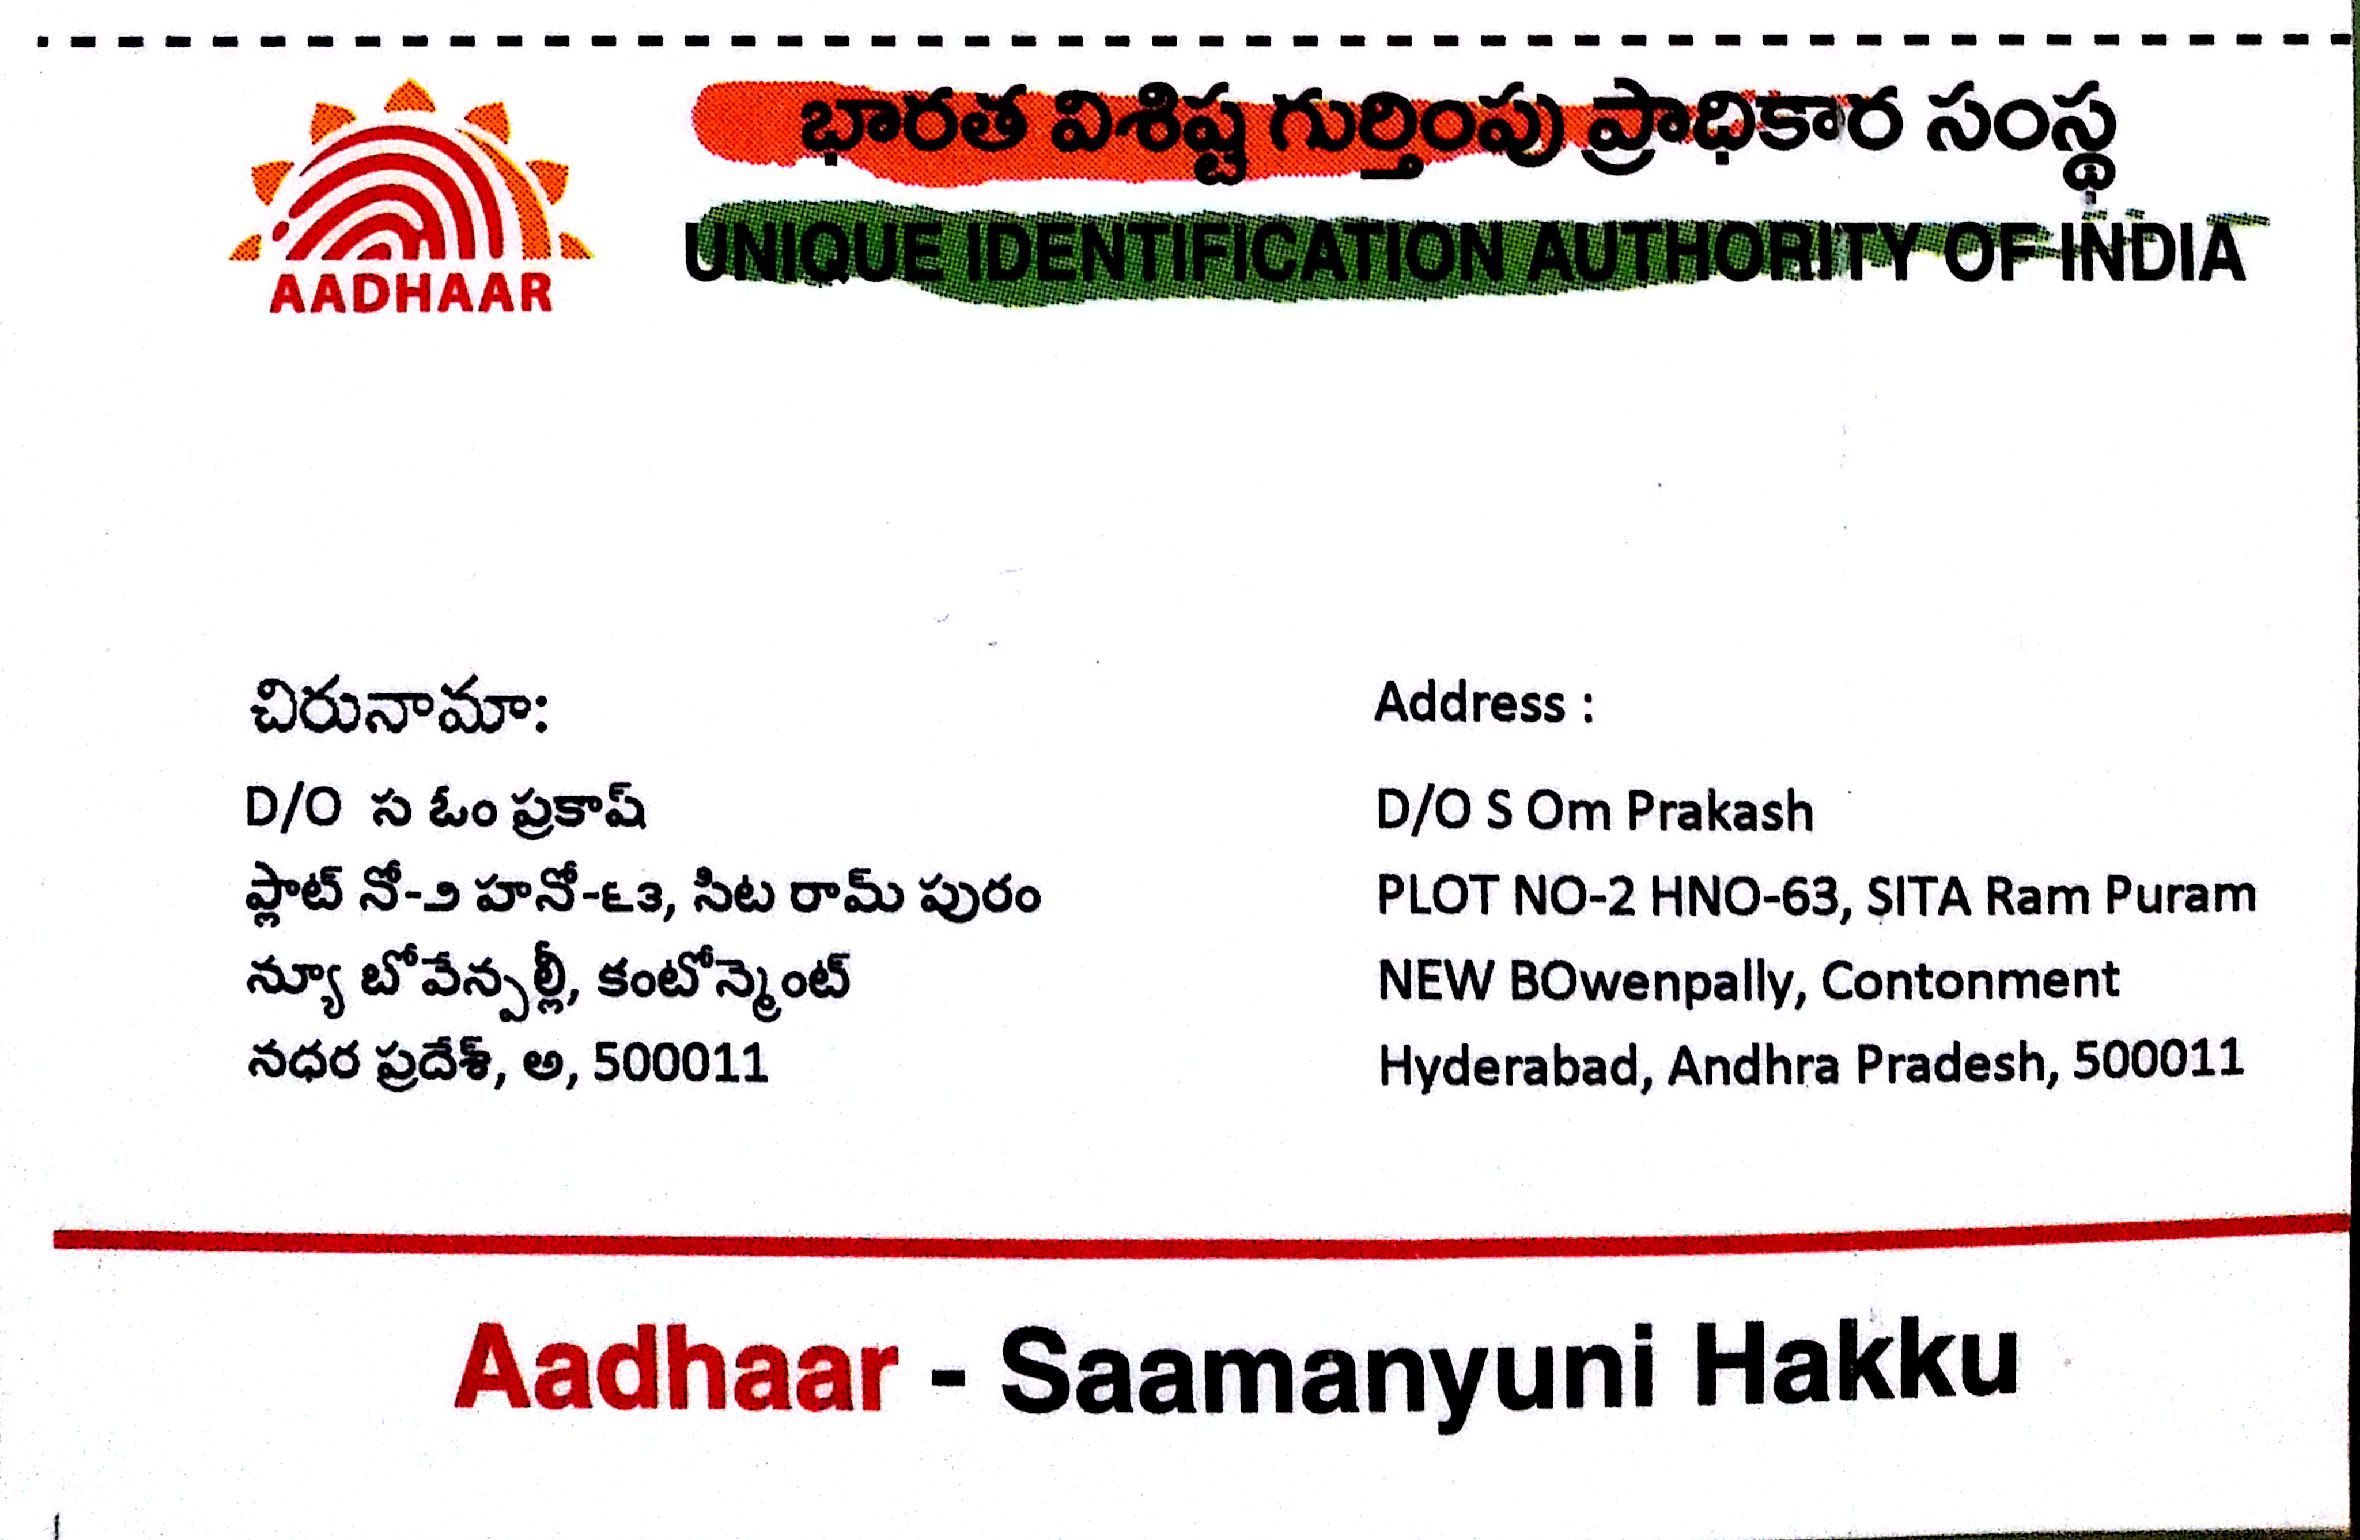 భారత విశిష్ట గుర్తింపు ప్రాధికార సంస్థ
UNIQUE IDENTIFICATION AUTHORITY OF INDIA
AADHAAR
చిరునామా:
D/O స ఓం ప్రకాష్
ప్లాట్ నో-౨ హనో-౬౩, సిట రామ్ పురం
న్యూ బోవేన్పల్లీ, కంటోన్మెంట్
నధర ప్రదేశ్, అ, 500011
Address :
D/O S Om Prakash
PLOT NO-2 HNO-63, SITA Ram Puram
NEW BOwenpally, Contonment
Hyderabad, Andhra Pradesh, 500011
Aadhaar - Saamanyuni Hakku